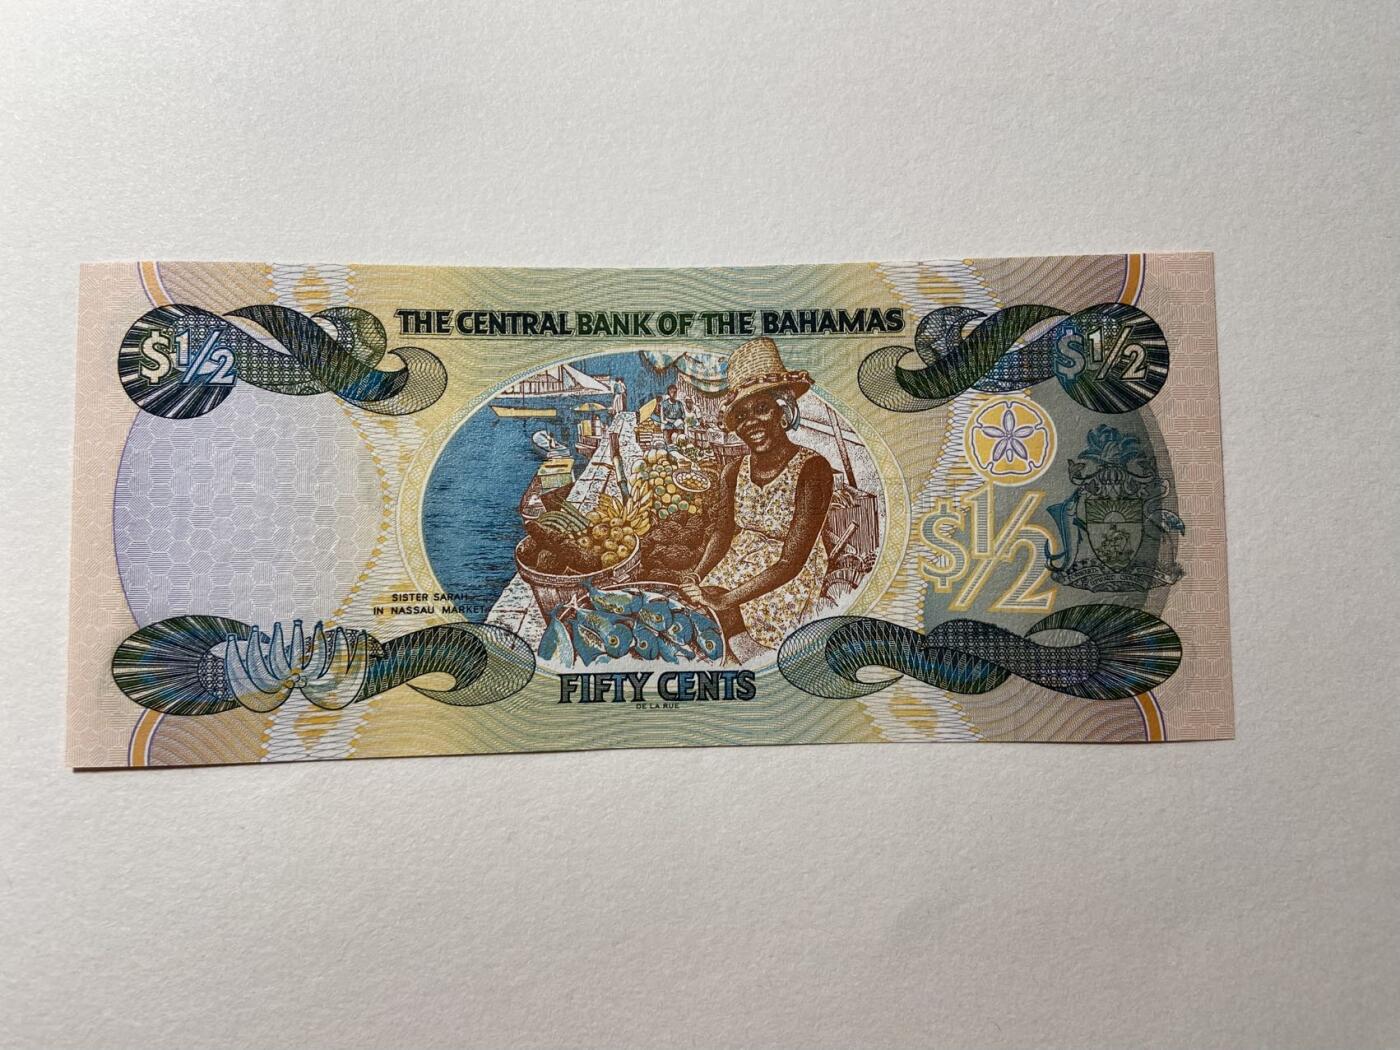 THE CENTRAL BANK OF THE BAHAMAS
$1/2
$1/2
$1/2
SISTER SARAH
IN NASSAU MARKET
FIFTY CENTS
DE LA RUE